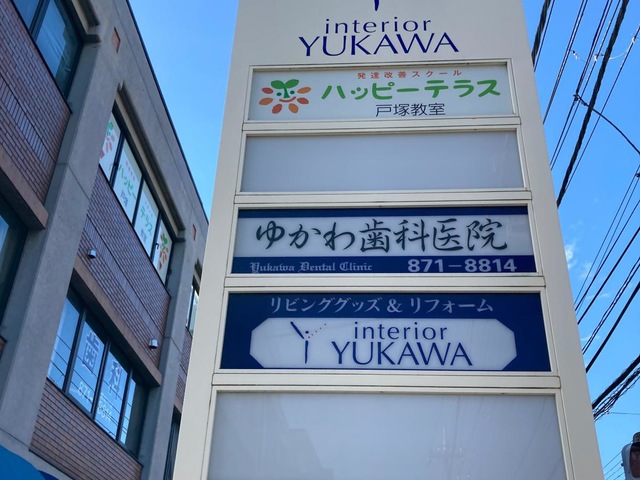 interior
YUKAWA
発達改善スクール
ハッピーテラス
戸塚教室
ゆかわ歯科医院
Yukawa Dental Clinic
871-8814
リビンググッズ & リフォーム
interior
YUKAWA
歯科